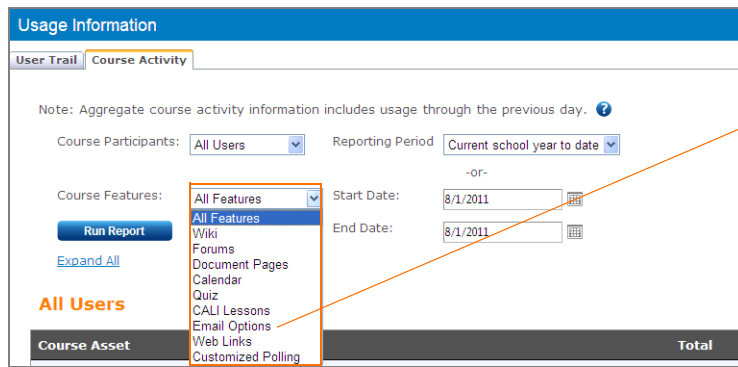 Usage Information
User Trail Course Activity
Note: Aggregate course activity information includes usage through the previous day. ?
Course Participants: All Users Reporting Period Current school year to date
-or-
Course Features: All Features Start Date: 8/1/2011
All Features
Run Report Wiki End Date: 8/1/2011
Forums
Expand All Document Pages
Calendar
Quiz
All Users CALI Lessons
Email Options
Course Asset Web Links Total
Customized Polling